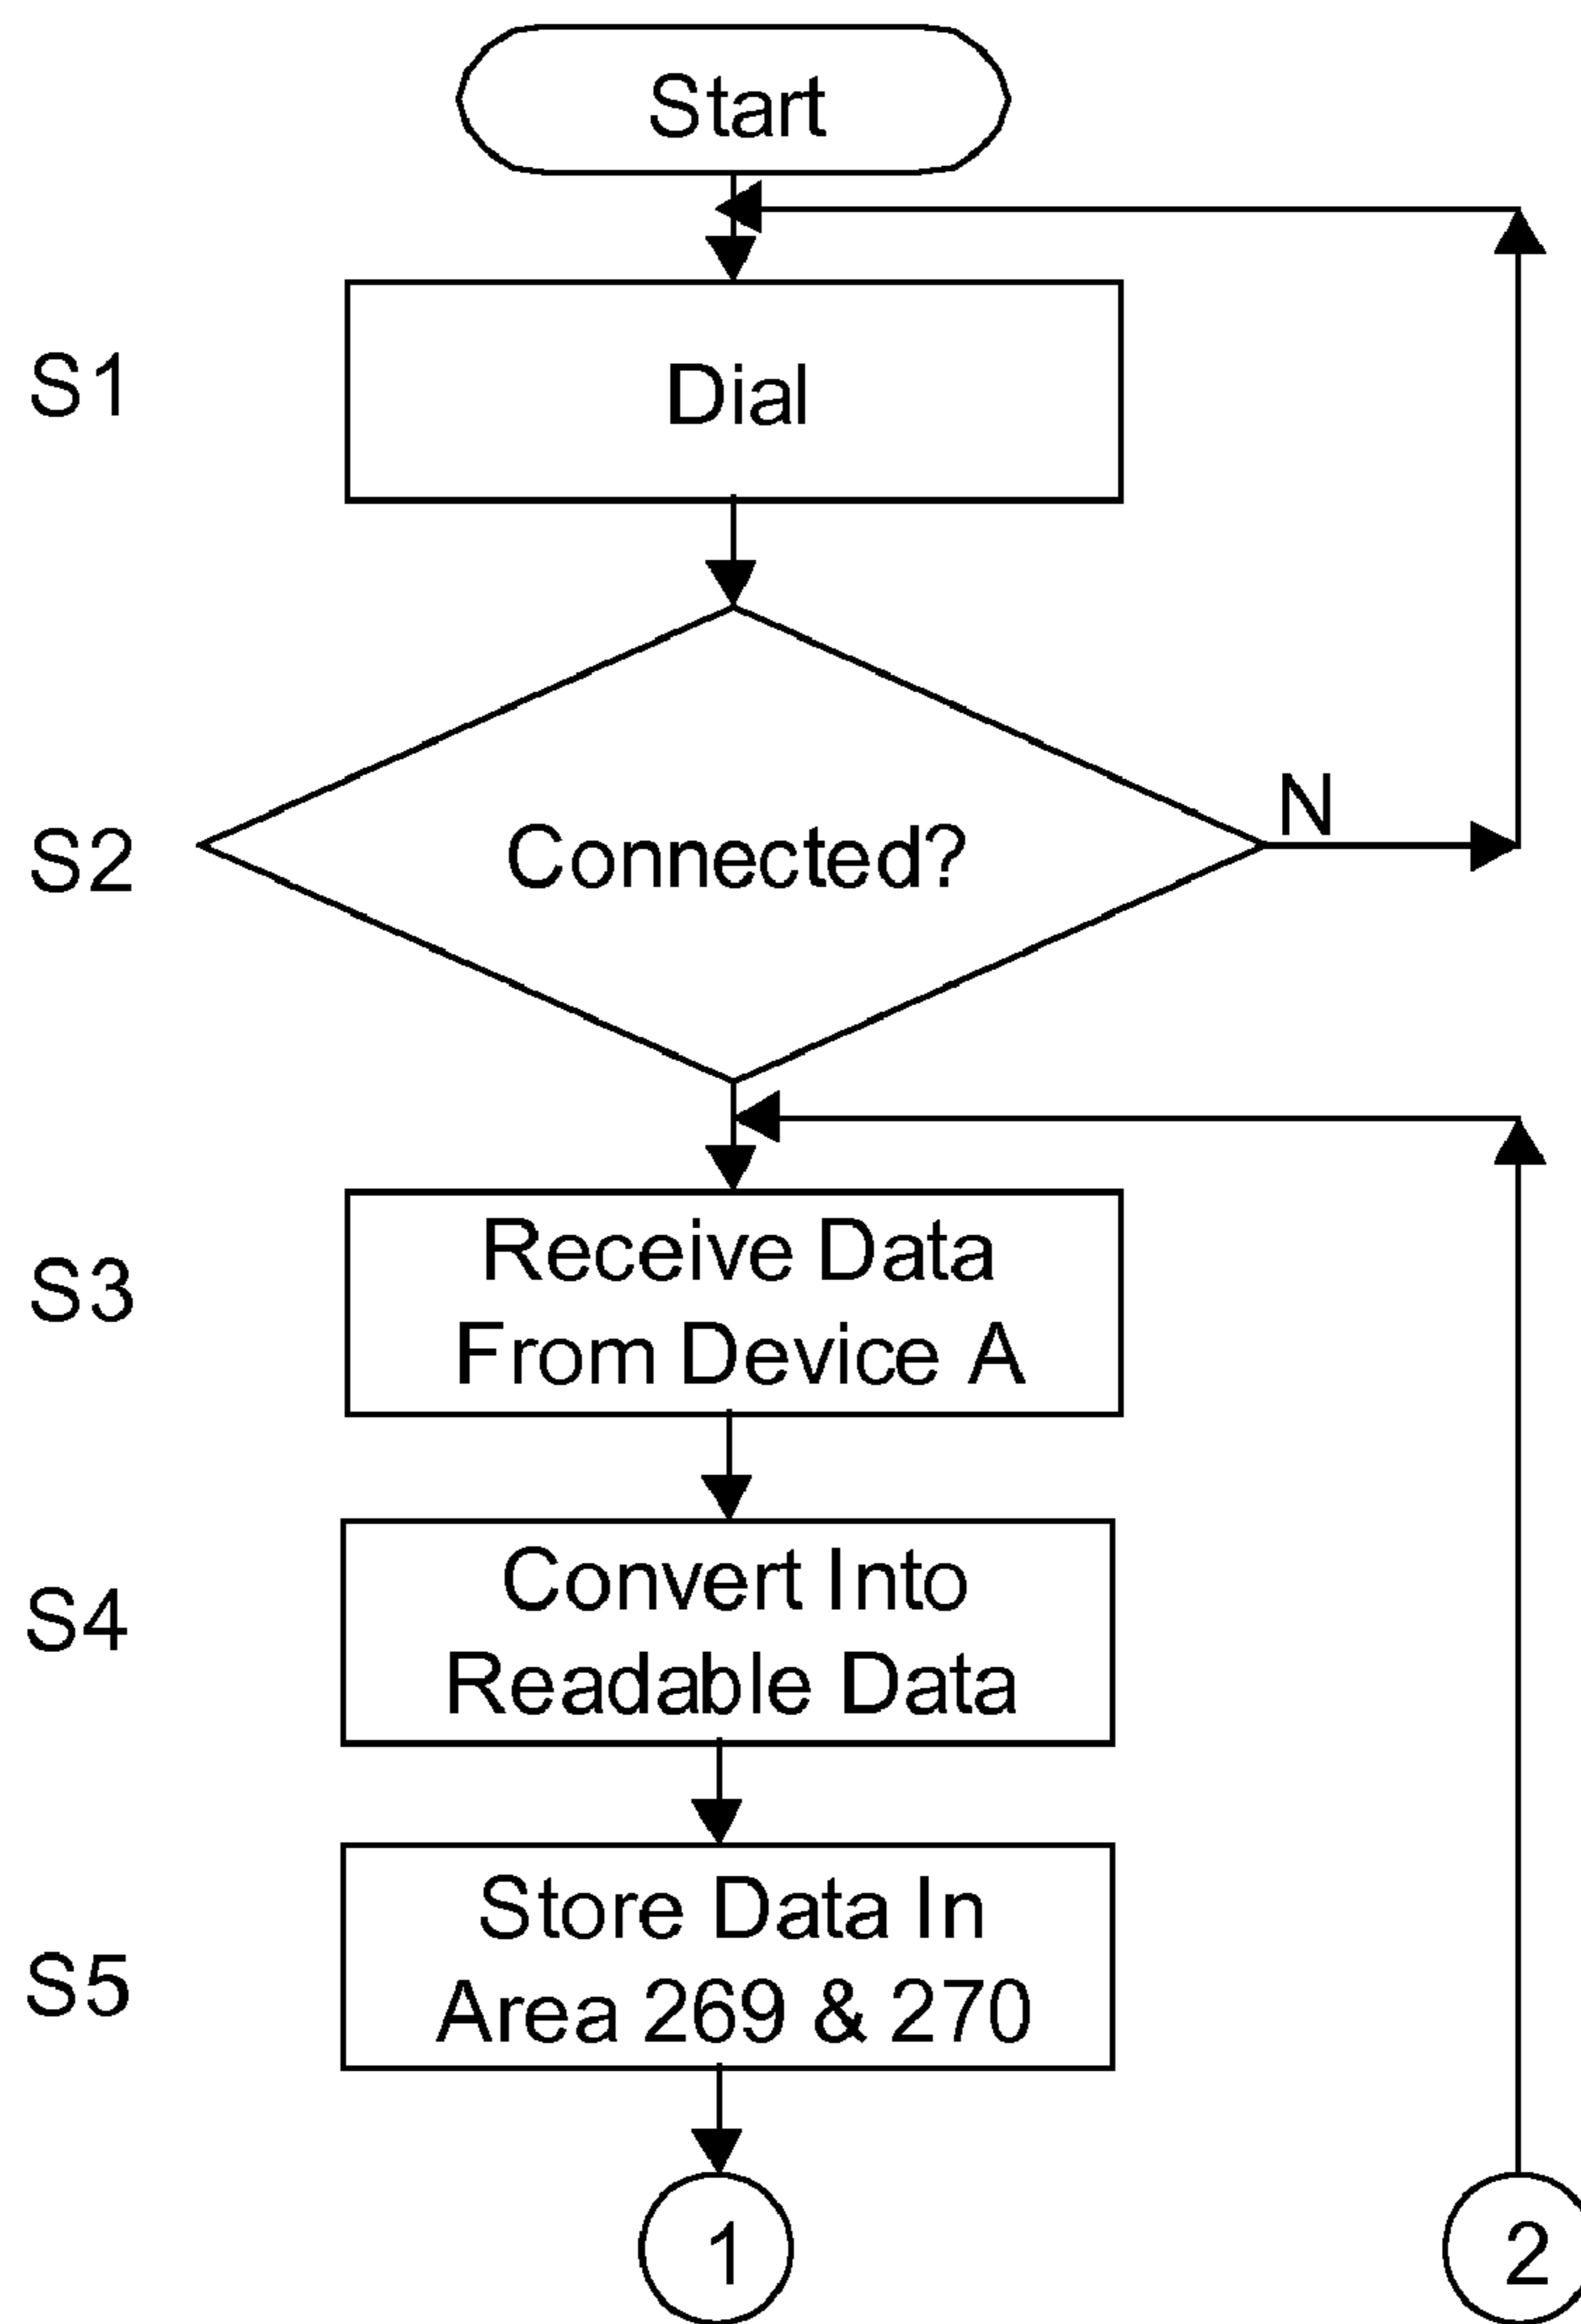 Start
S1
Dial
S2
Connected?
N
S3
Receive Data
From Device A
S4
Convert Into
Readable Data
S5
Store Data In
Area 269 & 270
1
2